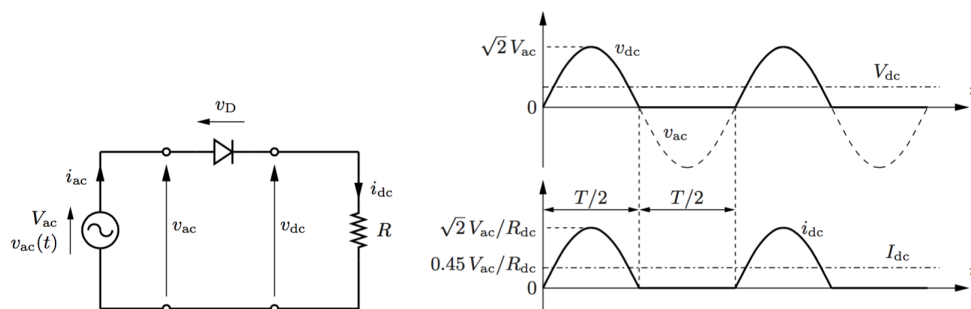 v_D
i_ac
V_ac
v_ac(t)
v_ac
v_dc
i_dc
R
√2 V_ac
v_dc
V_dc
0
v_ac
T/2
T/2
√2 V_ac/R_dc
i_dc
0.45 V_ac/R_dc
I_dc
0